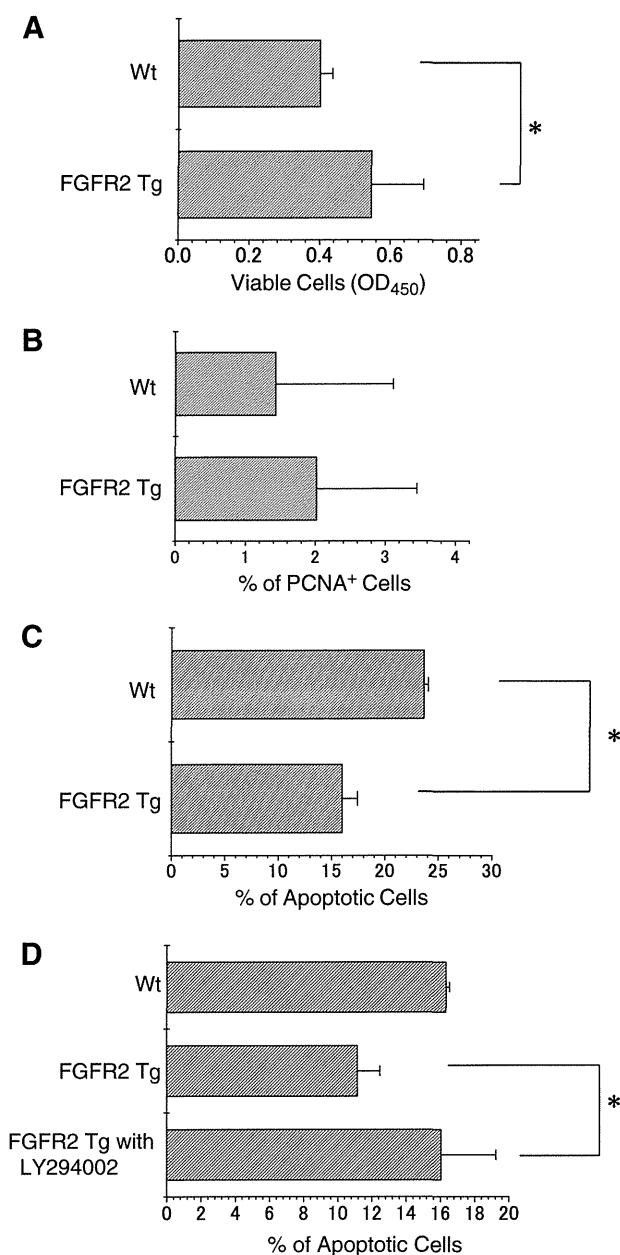 A
Wt
*
FGFR2 Tg
0.0 0.2 0.4 0.6 0.8
Viable Cells (OD450)
B
Wt
FGFR2 Tg
0 1 2 3 4
% of PCNA+ Cells
C
Wt
*
FGFR2 Tg
0 5 10 15 20 25 30
% of Apoptotic Cells
D
Wt
FGFR2 Tg
*
FGFR2 Tg with
LY294002
0 2 4 6 8 10 12 14 16 18 20
% of Apoptotic Cells